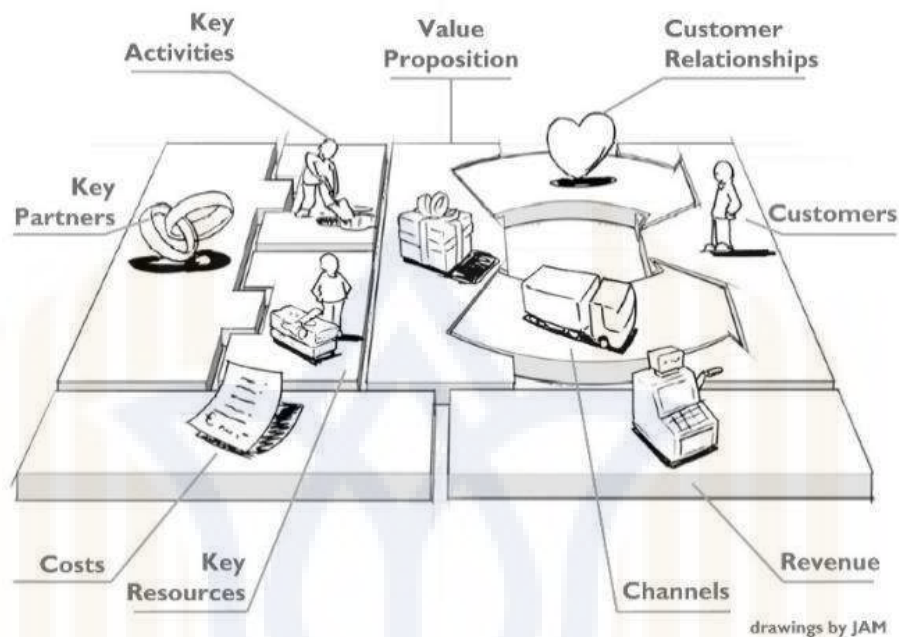 Key
Activities
Value
Proposition
Customer
Relationships
Key
Partners
Customers
Costs
Key
Resources
Channels
Revenue
drawings by JAM